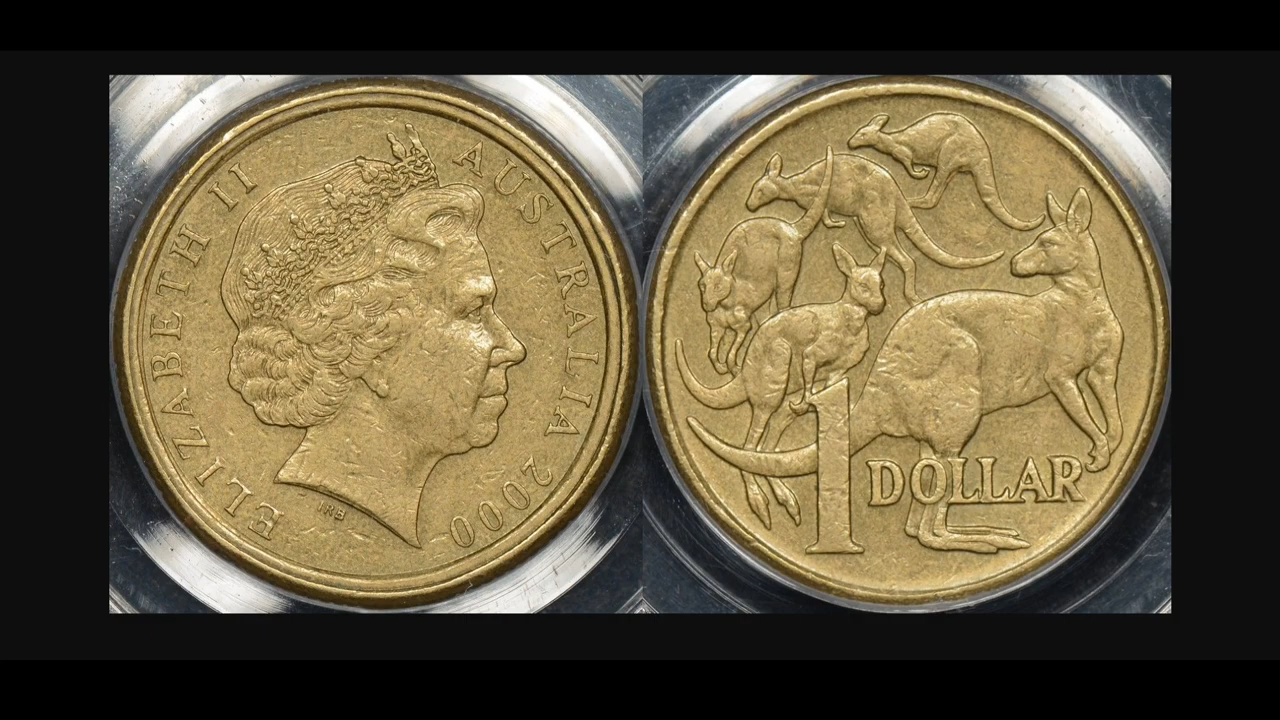 ELIZABETH II
AUSTRALIA 2000
IRB
1
DOLLAR